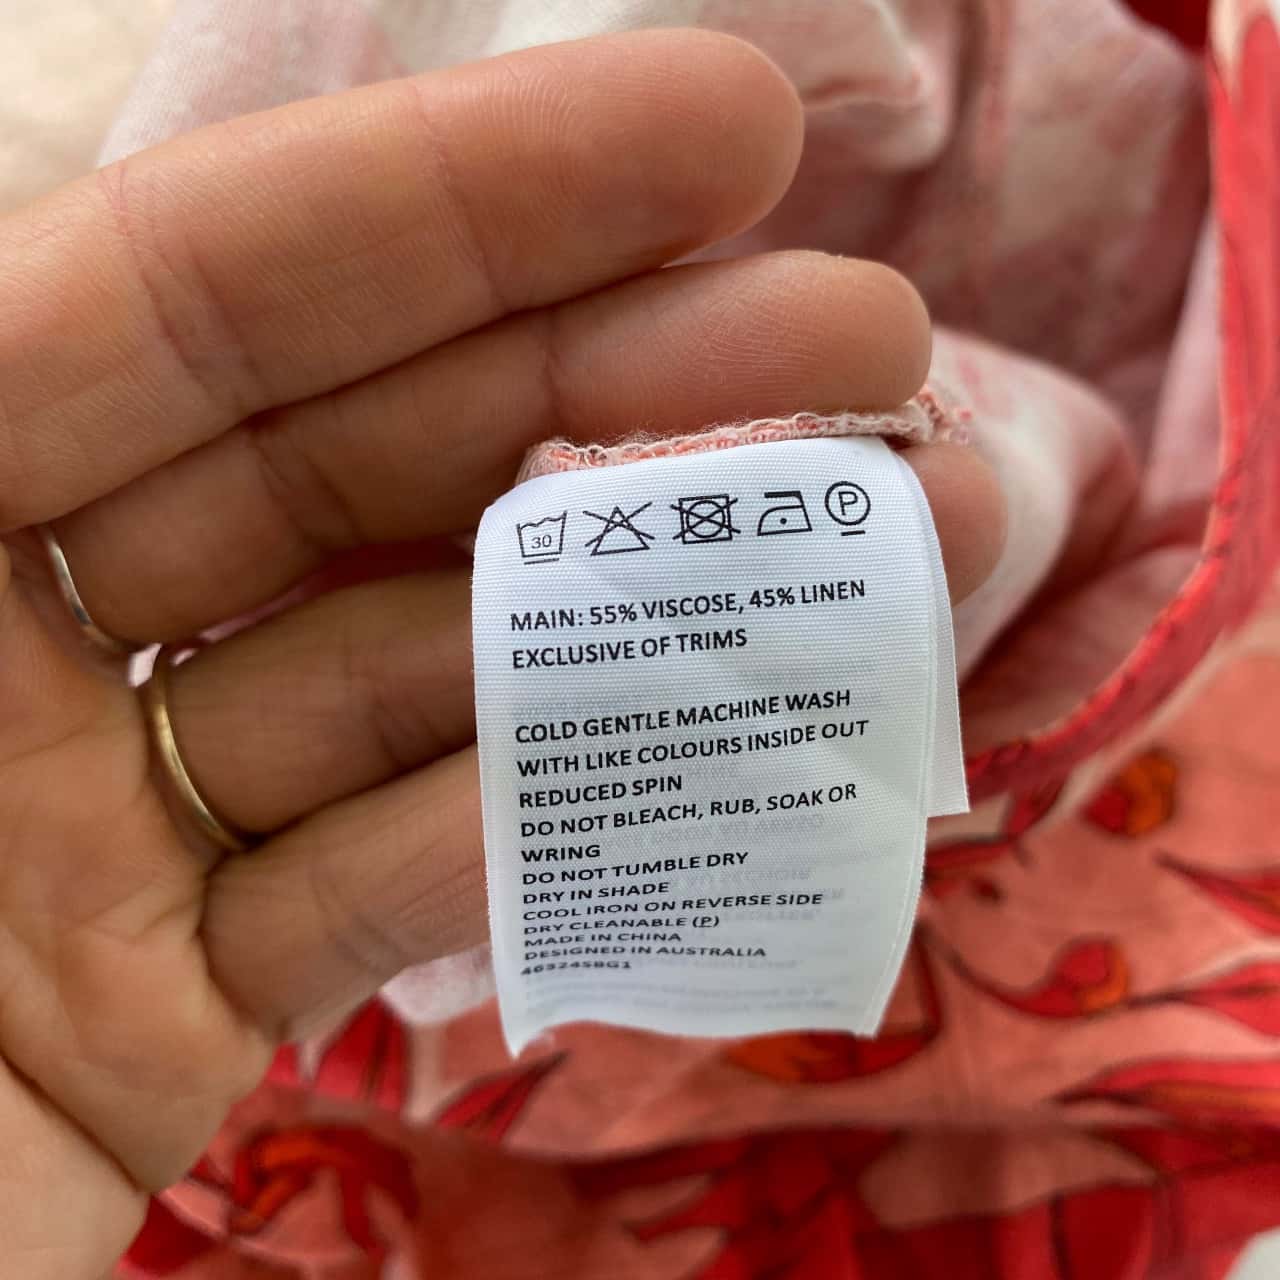 30 P
MAIN: 55% VISCOSE, 45% LINEN
EXCLUSIVE OF TRIMS
COLD GENTLE MACHINE WASH
WITH LIKE COLOURS INSIDE OUT
REDUCED SPIN
DO NOT BLEACH, RUB, SOAK OR
WRING
DO NOT TUMBLE DRY
DRY IN SHADE
COOL IRON ON REVERSE SIDE
DRY CLEANABLE (P)
MADE IN CHINA
DESIGNED IN AUSTRALIA